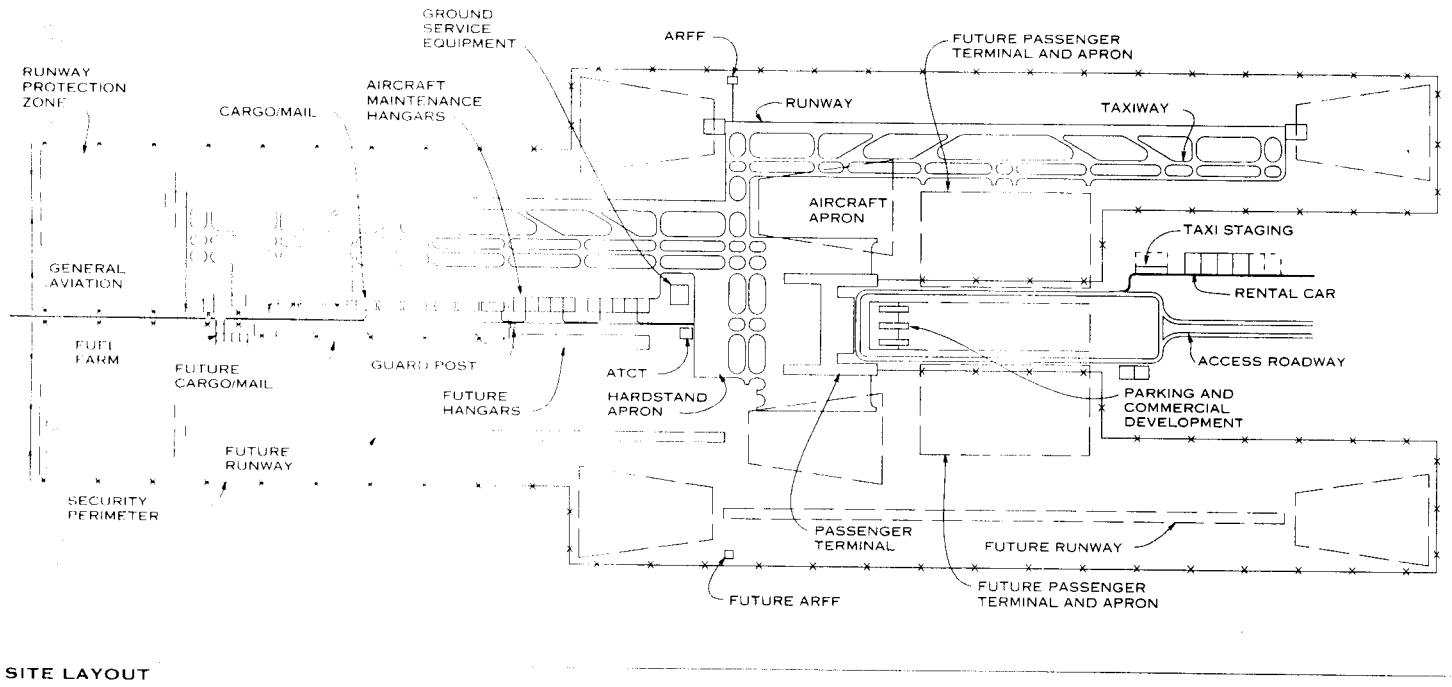 GROUND
SERVICE
EQUIPMENT
ARFF
FUTURE PASSENGER
TERMINAL AND APRON
RUNWAY
PROTECTION
ZONE
CARGO/MAIL
AIRCRAFT
MAINTENANCE
HANGARS
RUNWAY
TAXIWAY
AIRCRAFT
APRON
TAXI STAGING
GENERAL
AVIATION
RENTAL CAR
FUEL
FARM
FUTURE
CARGO/MAIL
GUARD POST
FUTURE
HANGARS
ATCT
HARDSTAND
APRON
ACCESS ROADWAY
PARKING AND
COMMERCIAL
DEVELOPMENT
FUTURE
RUNWAY
SECURITY
PERIMETER
PASSENGER
TERMINAL
FUTURE RUNWAY
FUTURE ARFF
FUTURE PASSENGER
TERMINAL AND APRON
SITE LAYOUT